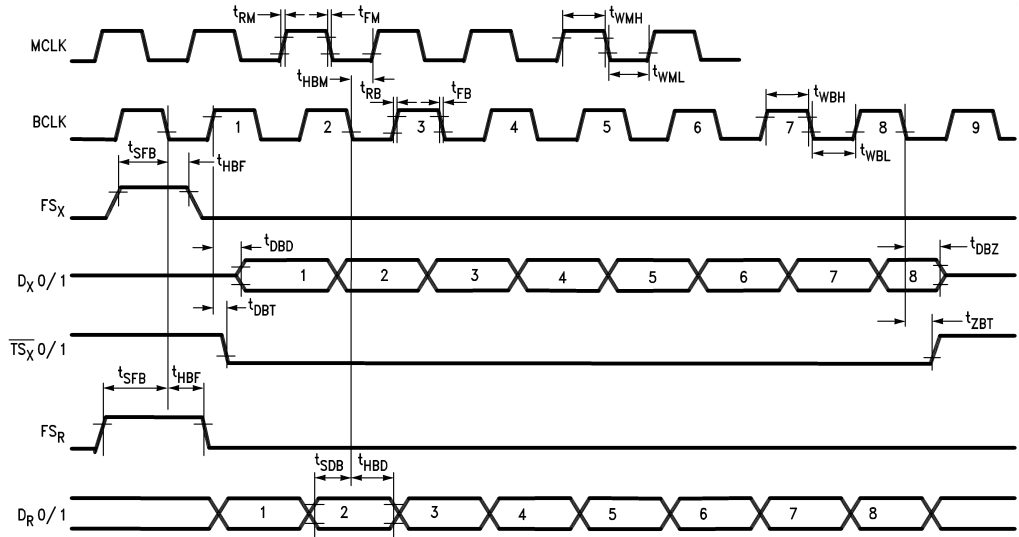 tRM tFM tWMH
MCLK
tHBM tWML
tRB tFB tWBH
BCLK 1 2 3 4 5 6 7 8 9
tSFB tHBF tWBL
FSX
tDBD tDBZ
DX 0/1 1 2 3 4 5 6 7 8
tDBT tZBT
TSX 0/1
tSFB tHBF
FSR
tSDB tHBD
DR 0/1 1 2 3 4 5 6 7 8